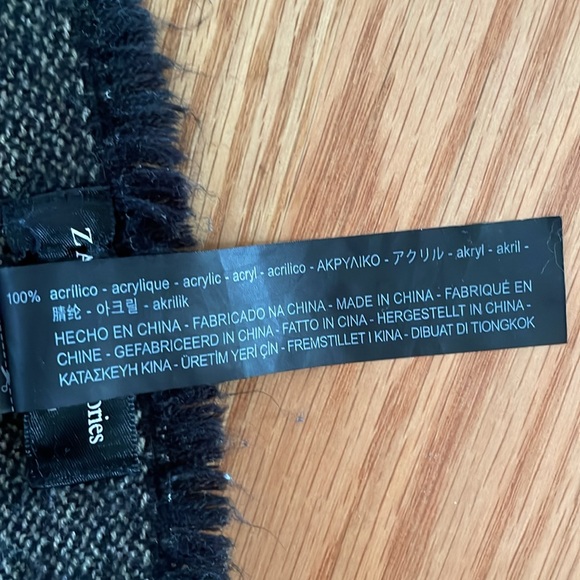 100% acrílico - acrylique - acrylic - acryl - acrilico - ΑΚΡΥΛΙΚΟ - アクリル - akryl - akril -
腈纶 - 아크릴 - akrilik
HECHO EN CHINA - FABRICADO NA CHINA - MADE IN CHINA - FABRIQUÉ EN
CHINE - GEFABRICEERD IN CHINA - FATTO IN CINA - HERGESTELLT IN CHINA -
ΚΑΤΑΣΚΕΥΗ ΚΙΝΑ - ÜRETİM YERİ ÇİN - FREMSTILLET I KINA - DIBUAT DI TIONGKOK
Z A
ories